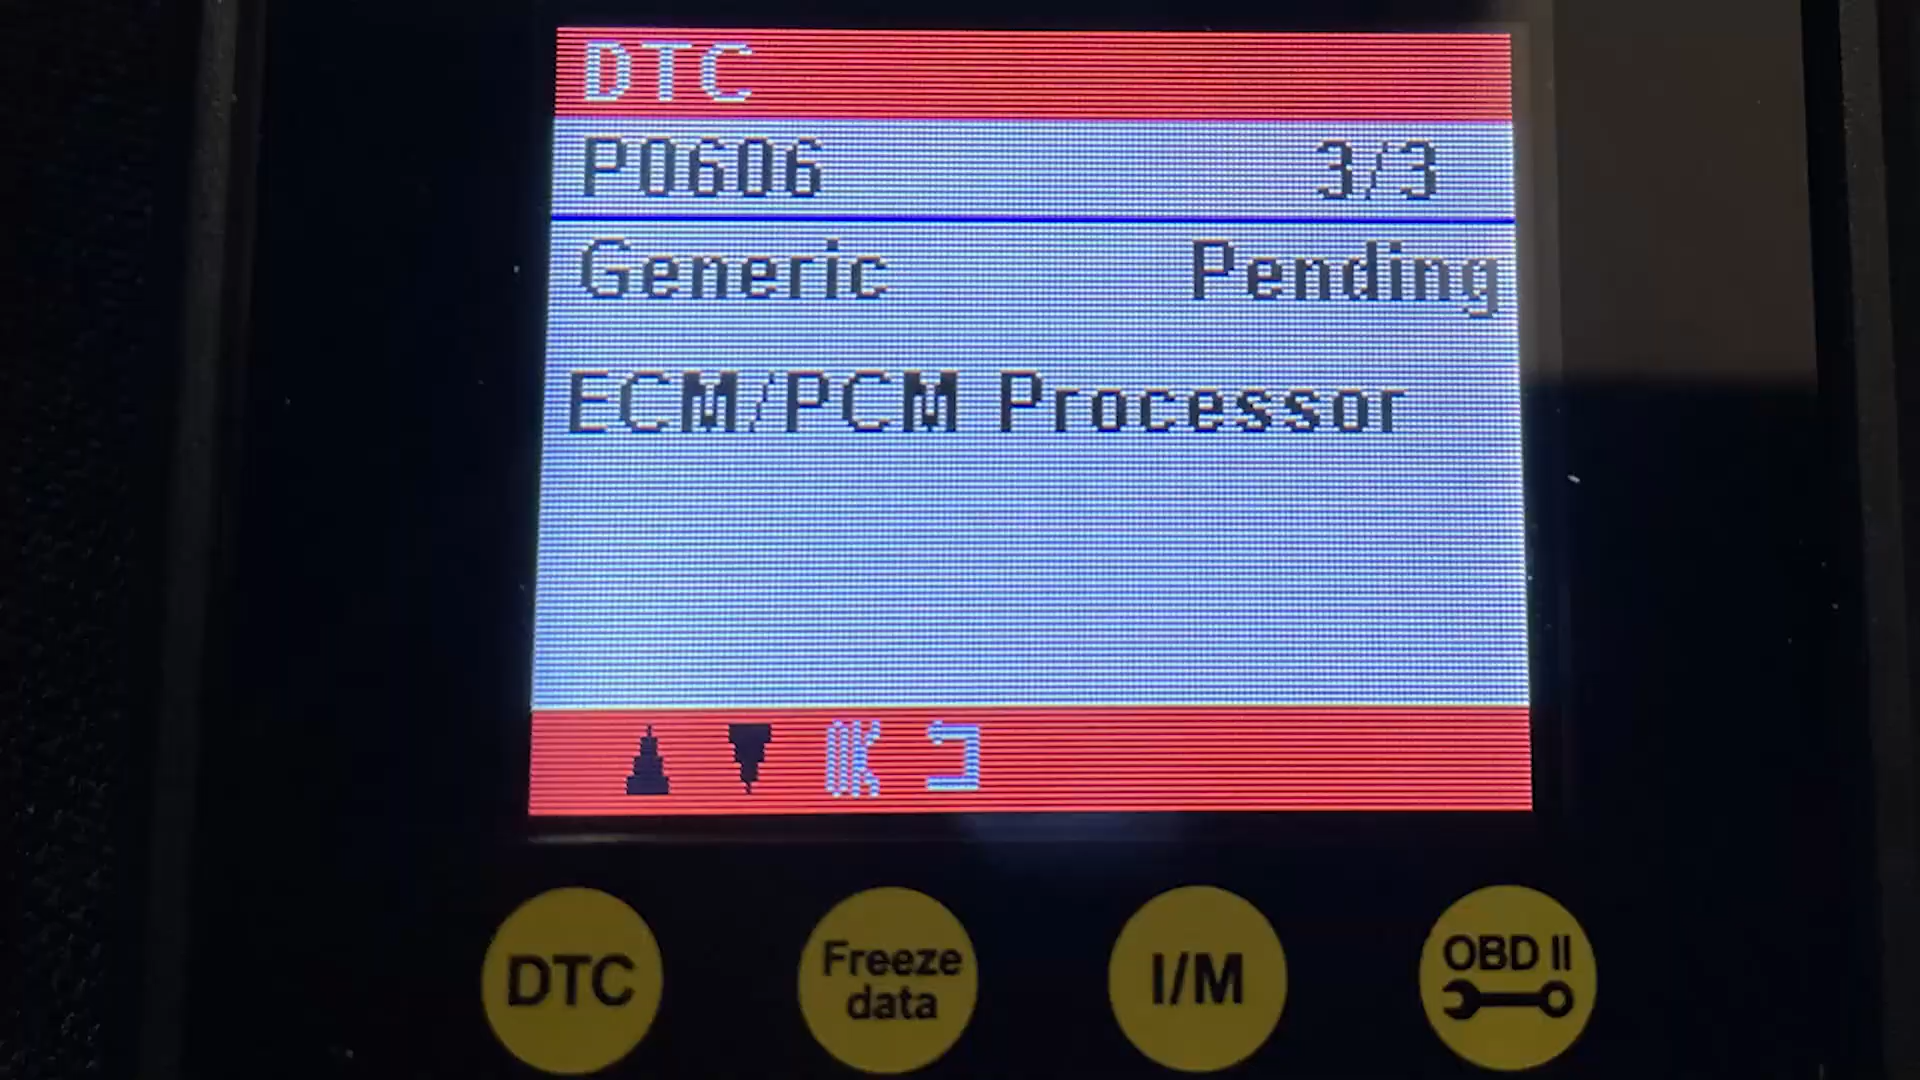 DTC
P0606 3/3
Generic Pending
ECM/PCM Processor
OK
DTC Freeze data I/M OBD II